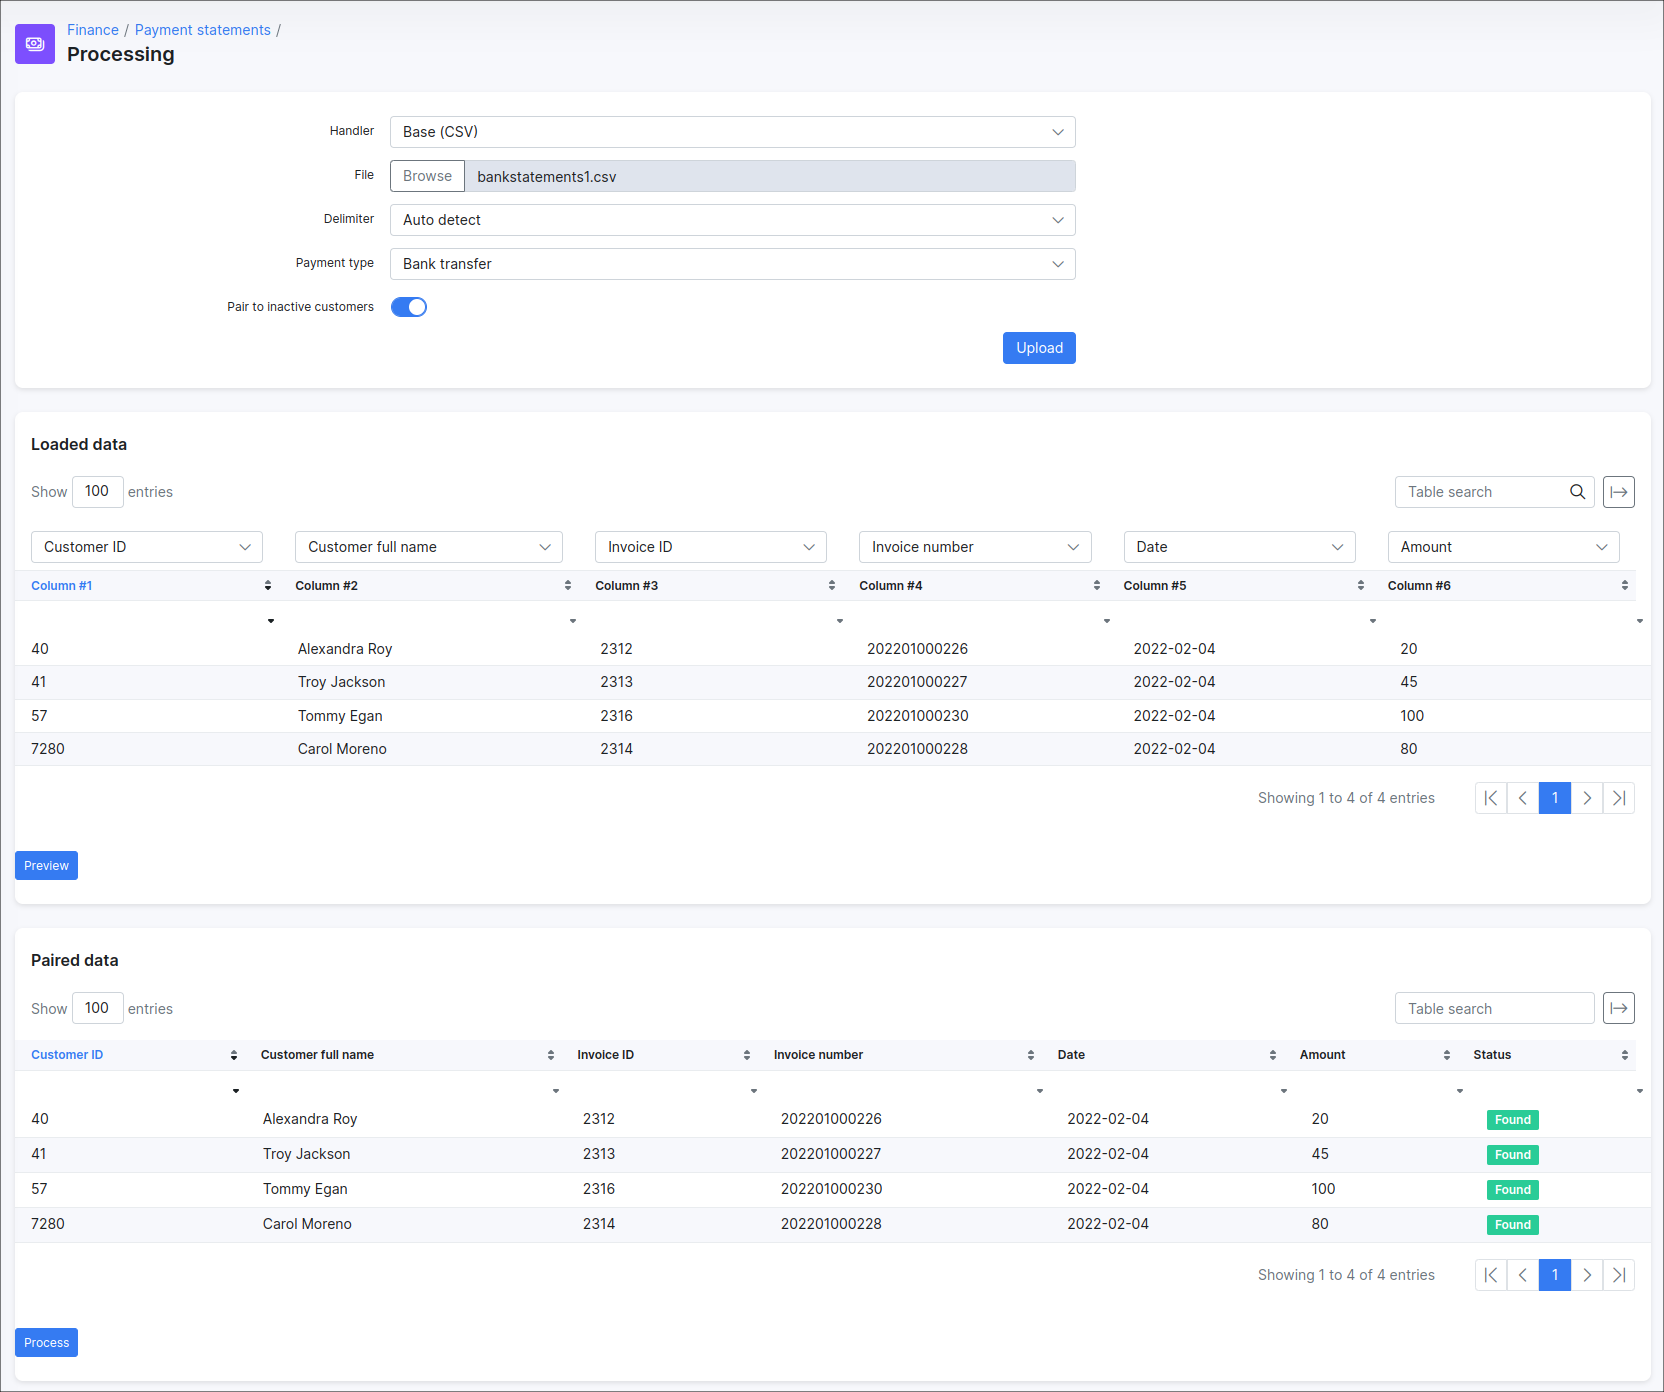 Finance / Payment statements /
Processing
Handler Base (CSV)
File Browse bankstatements1.csv
Delimiter Auto detect
Payment type Bank transfer
Pair to inactive customers
Upload
Loaded data
Show 100 entries Table search
Customer ID Customer full name Invoice ID Invoice number Date Amount
Column #1 Column #2 Column #3 Column #4 Column #5 Column #6
40 Alexandra Roy 2312 202201000226 2022-02-04 20
41 Troy Jackson 2313 202201000227 2022-02-04 45
57 Tommy Egan 2316 202201000230 2022-02-04 100
7280 Carol Moreno 2314 202201000228 2022-02-04 80
Showing 1 to 4 of 4 entries 1
Preview
Paired data
Show 100 entries Table search
Customer ID Customer full name Invoice ID Invoice number Date Amount Status
40 Alexandra Roy 2312 202201000226 2022-02-04 20 Found
41 Troy Jackson 2313 202201000227 2022-02-04 45 Found
57 Tommy Egan 2316 202201000230 2022-02-04 100 Found
7280 Carol Moreno 2314 202201000228 2022-02-04 80 Found
Showing 1 to 4 of 4 entries 1
Process